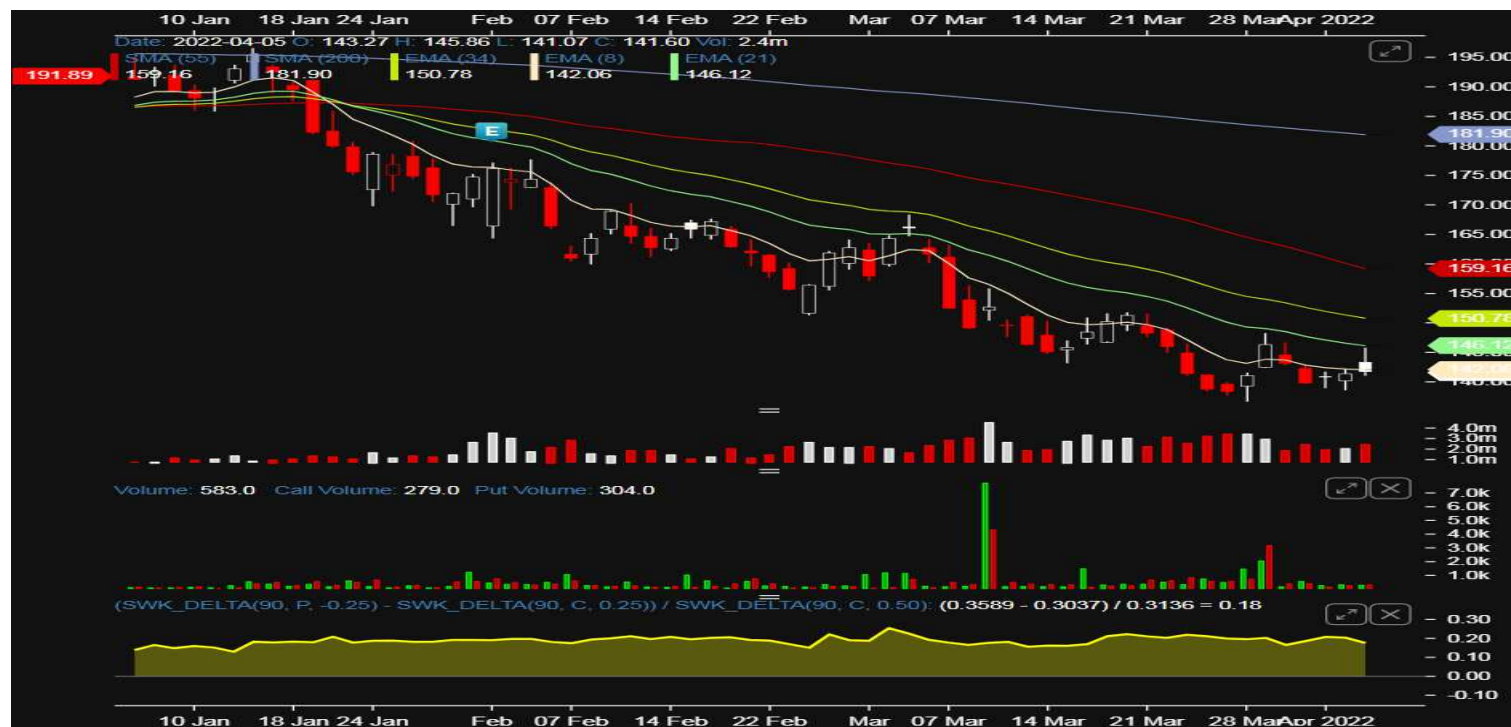 10 Jan 18 Jan 24 Jan Feb 07 Feb 14 Feb 22 Feb Mar 07 Mar 14 Mar 21 Mar 28 Mar Apr 2022
Date: 2022-04-05 O: 143.27 H: 145.86 L: 141.07 C: 141.60 Vol: 2.4m
SMA (55) SMA (200) EMA (34) EMA (8) EMA (21)
159.16 181.90 150.78 142.06 146.12
191.89
195.00
190.00
185.00
181.90
180.00
175.00
170.00
165.00
159.16
155.00
150.78
146.12
145.00
142.06
140.00
E
4.0m
3.0m
2.0m
1.0m
Volume: 583.0 Call Volume: 279.0 Put Volume: 304.0
7.0k
6.0k
5.0k
4.0k
3.0k
2.0k
1.0k
(SWK_DELTA(90, P, -0.25) - SWK_DELTA(90, C, 0.25)) / SWK_DELTA(90, C, 0.50): (0.3589 - 0.3037) / 0.3136 = 0.18
0.30
0.20
0.10
0.00
-0.10
10 Jan 18 Jan 24 Jan Feb 07 Feb 14 Feb 22 Feb Mar 07 Mar 14 Mar 21 Mar 28 Mar Apr 2022